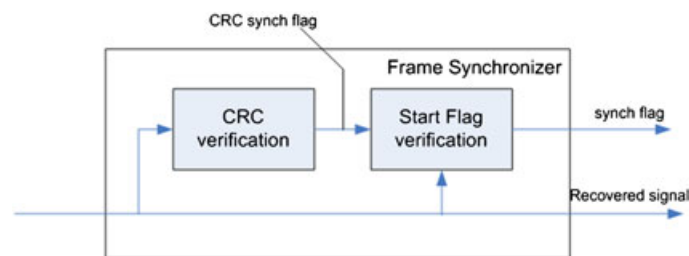 CRC synch flag
Frame Synchronizer
CRC
verification
Start Flag
verification
synch flag
Recovered signal